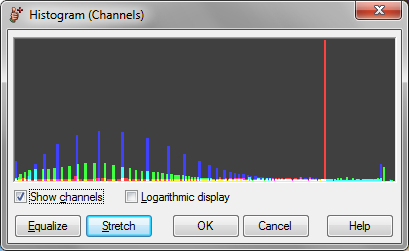 Histogram (Channels)
Show channels
Logarithmic display
Equalize
Stretch
OK
Cancel
Help